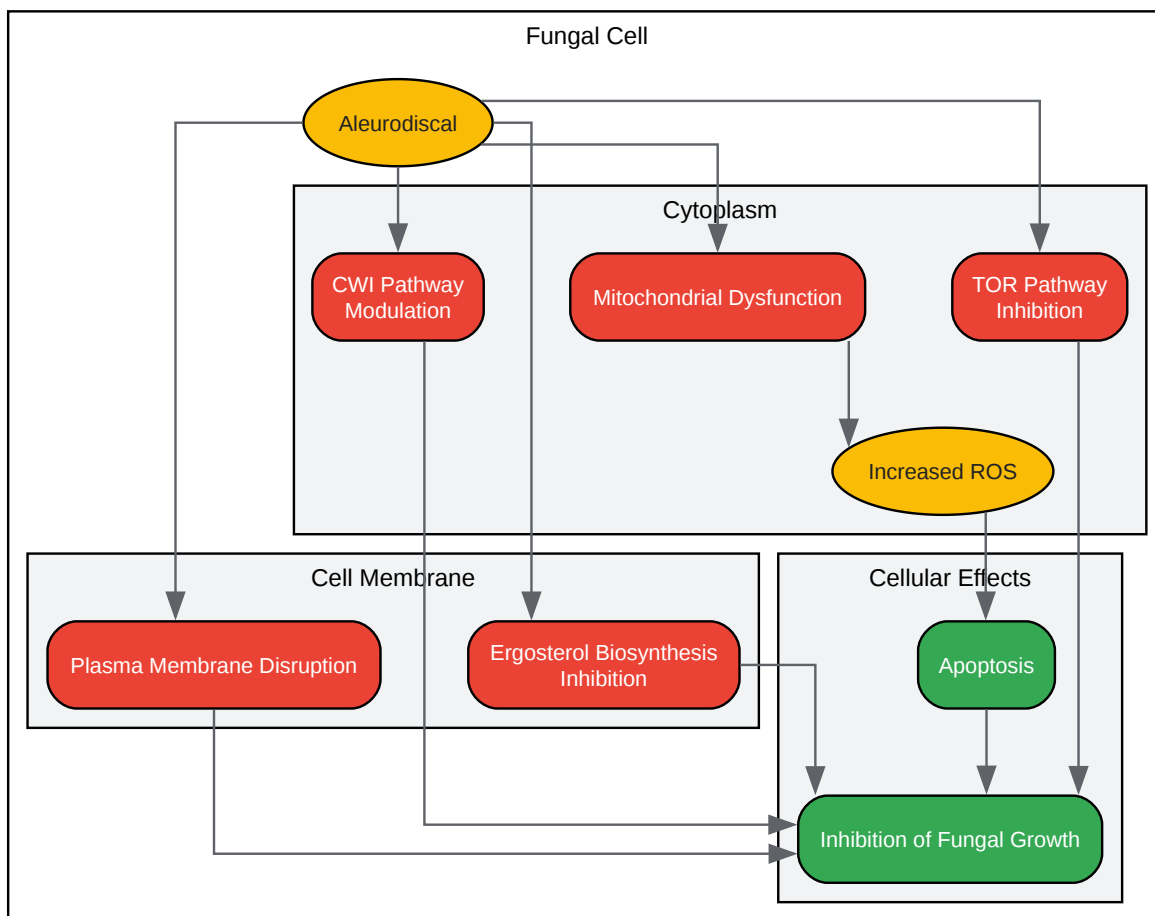 Fungal Cell
Aleurodiscal
Cytoplasm
CWI Pathway
Modulation
Mitochondrial Dysfunction
TOR Pathway
Inhibition
Increased ROS
Cell Membrane
Cellular Effects
Plasma Membrane Disruption
Ergosterol Biosynthesis
Inhibition
Apoptosis
Inhibition of Fungal Growth